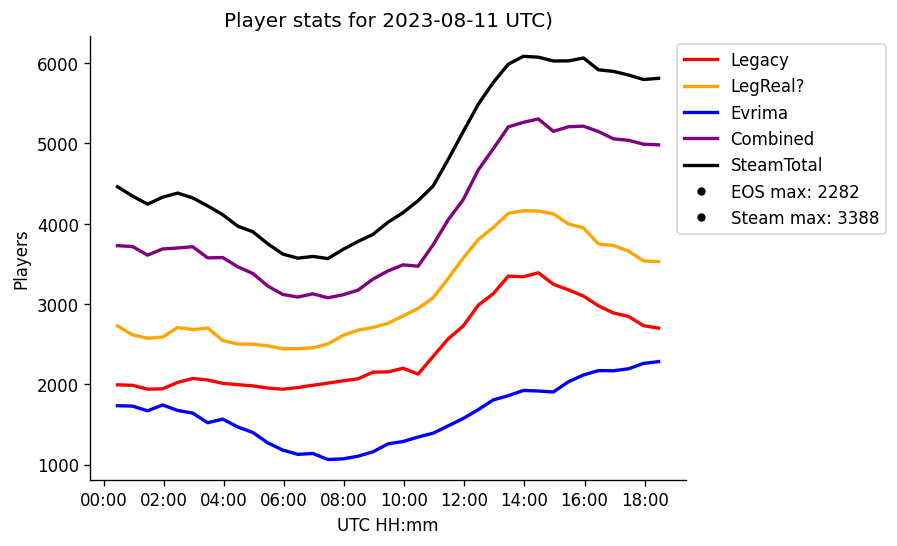 Player stats for 2023-08-11 UTC)
Legacy
LegReal?
Evrima
Combined
SteamTotal
EOS max: 2282
Steam max: 3388
Players
6000
5000
4000
3000
2000
1000
00:00 02:00 04:00 06:00 08:00 10:00 12:00 14:00 16:00 18:00
UTC HH:mm